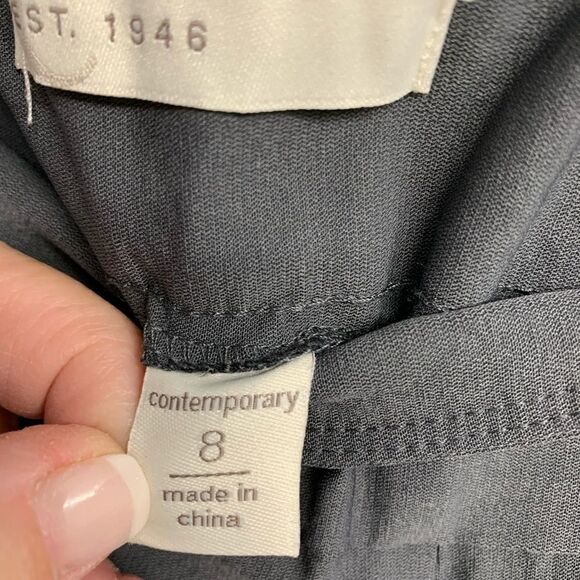 EST. 1946
contemporary
8
made in
china